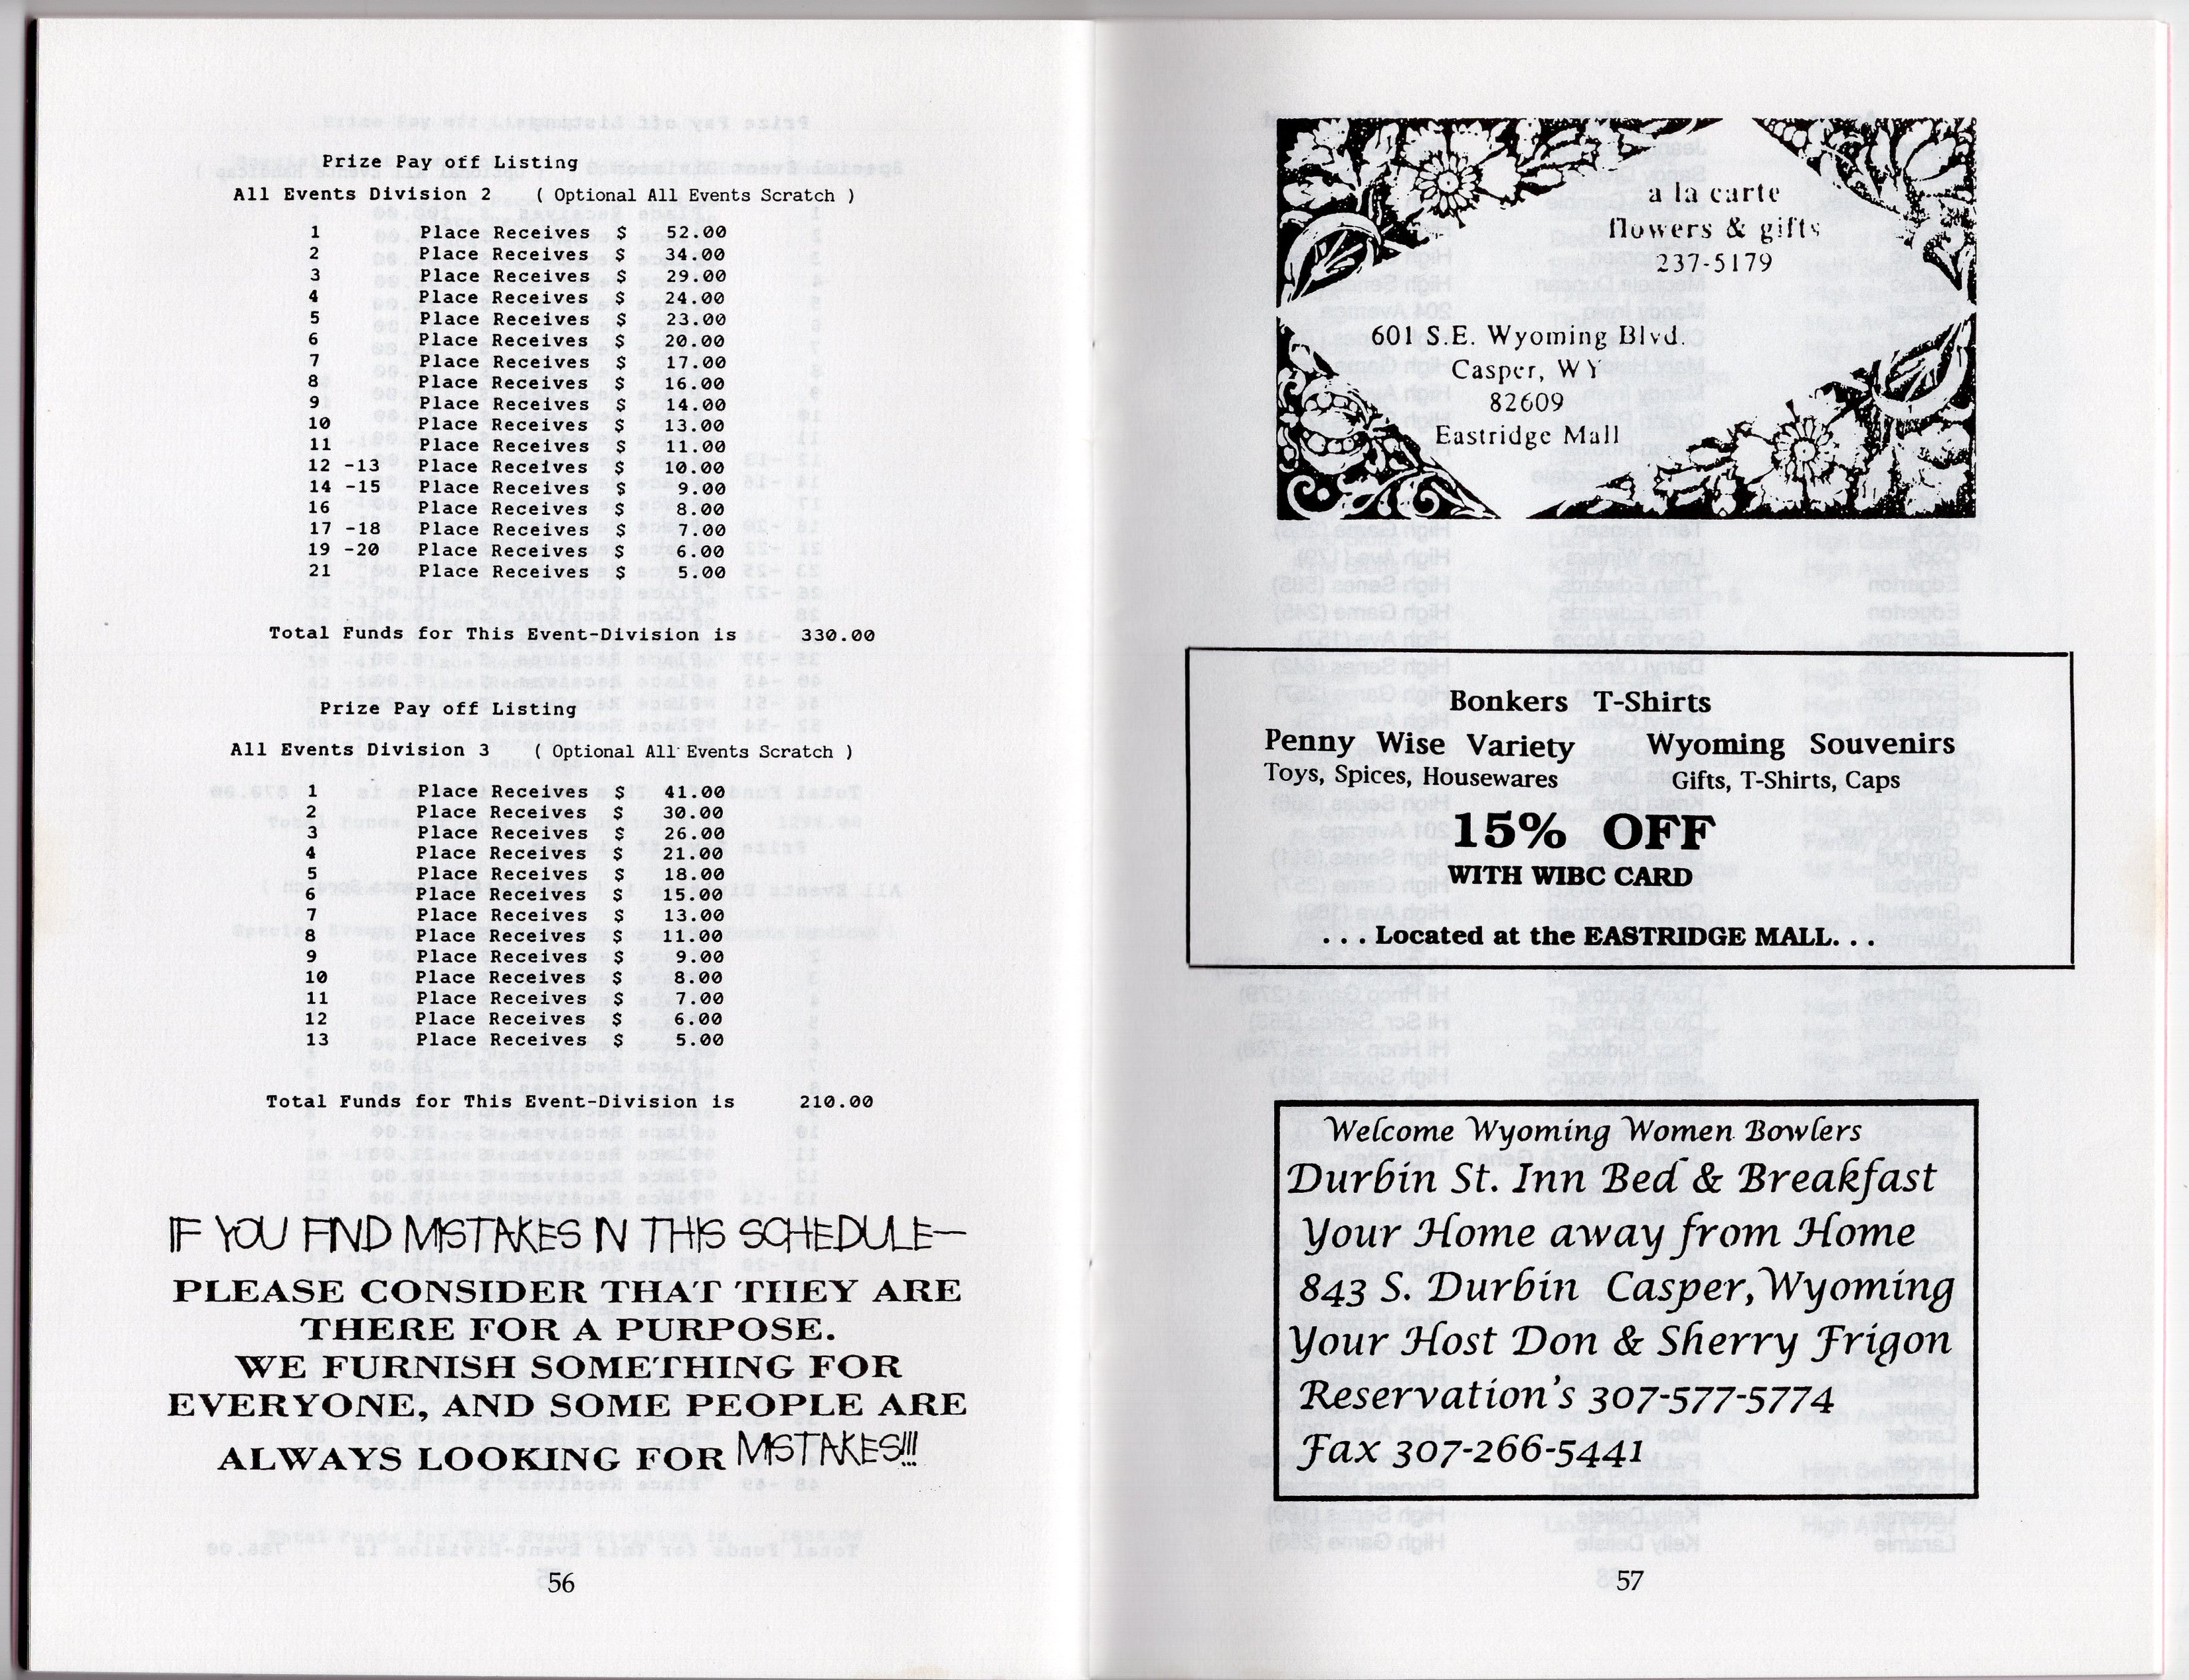 Prize Pay off Listing
All Events Division 2 ( Optional All Events Scratch )
1 Place Receives $ 52.00
2 Place Receives $ 34.00
3 Place Receives $ 29.00
4 Place Receives $ 24.00
5 Place Receives $ 23.00
6 Place Receives $ 20.00
7 Place Receives $ 17.00
8 Place Receives $ 16.00
9 Place Receives $ 14.00
10 Place Receives $ 13.00
11 Place Receives $ 11.00
12 -13 Place Receives $ 10.00
14 -15 Place Receives $ 9.00
16 Place Receives $ 8.00
17 -18 Place Receives $ 7.00
19 -20 Place Receives $ 6.00
21 Place Receives $ 5.00
Total Funds for This Event-Division is 330.00
Prize Pay off Listing
All Events Division 3 ( Optional All Events Scratch )
1 Place Receives $ 41.00
2 Place Receives $ 30.00
3 Place Receives $ 26.00
4 Place Receives $ 21.00
5 Place Receives $ 18.00
6 Place Receives $ 15.00
7 Place Receives $ 13.00
8 Place Receives $ 11.00
9 Place Receives $ 9.00
10 Place Receives $ 8.00
11 Place Receives $ 7.00
12 Place Receives $ 6.00
13 Place Receives $ 5.00
Total Funds for This Event-Division is 210.00
IF YOU FIND MISTAKES IN THIS SCHEDULE—
PLEASE CONSIDER THAT THEY ARE
THERE FOR A PURPOSE.
WE FURNISH SOMETHING FOR
EVERYONE, AND SOME PEOPLE ARE
ALWAYS LOOKING FOR MISTAKES!!!
56
a la carte
flowers & gifts
237-5179
601 S.E. Wyoming Blvd.
Casper, WY
82609
Eastridge Mall
Bonkers T-Shirts
Penny Wise Variety Wyoming Souvenirs
Toys, Spices, Housewares Gifts, T-Shirts, Caps
15% OFF
WITH WIBC CARD
. . . Located at the EASTRIDGE MALL. . .
Welcome Wyoming Women Bowlers
Durbin St. Inn Bed & Breakfast
Your Home away from Home
843 S. Durbin Casper, Wyoming
Your Host Don & Sherry Frigon
Reservation's 307-577-5774
Fax 307-266-5441
57